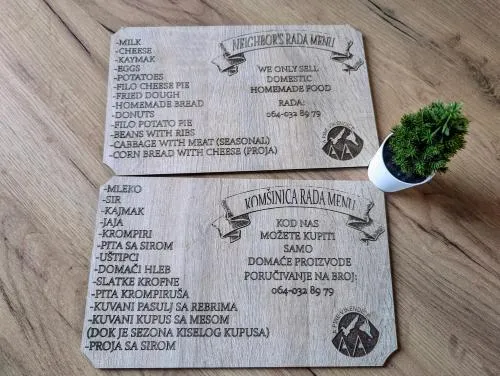 -MILK
-CHEESE
-KAYMAK
-EGGS
-POTATOES
-FILO CHEESE PIE
-FRIED DOUGH
-HOMEMADE BREAD
-DONUTS
-FILO POTATO PIE
-BEANS WITH RIBS
-CABBAGE WITH MEAT (SEASONAL)
-CORN BREAD WITH CHEESE (PROJA)
NEIGHBOR'S RADA MENU
WE ONLY SELL
DOMESTIC
HOMEMADE FOOD
RADA:
064-032 89 79
-MLEKO
-SIR
-KAJMAK
-JAJA
-KROMPIRI
-PITA SA SIROM
-UŠTIPCI
-DOMAĆI HLEB
-SLATKE KROFNE
-PITA KROMPIRUŠA
-KUVANI PASULJ SA REBRIMA
-KUVANI KUPUS SA MESOM
(DOK JE SEZONA KISELOG KUPUSA)
-PROJA SA SIROM
KOMŠINICA RADA MENU
KOD NAS
MOŽETE KUPITI
SAMO
DOMAĆE PROIZVODE
PORUČIVANJE NA BROJ:
064-032 89 79